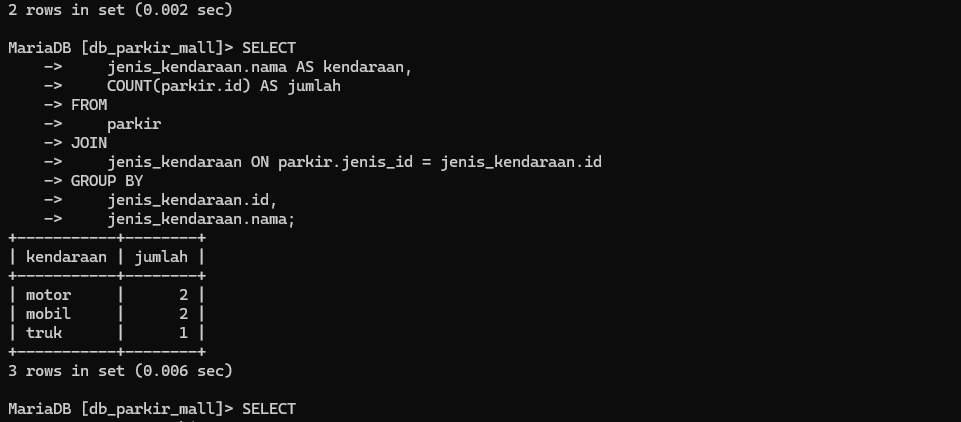 2 rows in set (0.002 sec)
MariaDB [db_parkir_mall]> SELECT
    ->     jenis_kendaraan.nama AS kendaraan,
    ->     COUNT(parkir.id) AS jumlah
    -> FROM
    ->     parkir
    -> JOIN
    ->     jenis_kendaraan ON parkir.jenis_id = jenis_kendaraan.id
    -> GROUP BY
    ->     jenis_kendaraan.id,
    ->     jenis_kendaraan.nama;
+-----------+--------+
| kendaraan | jumlah |
+-----------+--------+
| motor     |      2 |
| mobil     |      2 |
| truk      |      1 |
+-----------+--------+
3 rows in set (0.006 sec)
MariaDB [db_parkir_mall]> SELECT